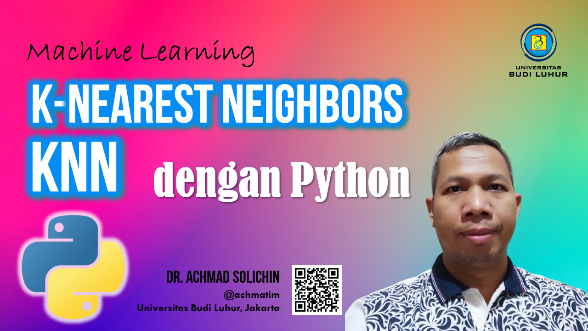 Machine Learning
UNIVERSITAS
BUDI LUHUR
K-NEAREST NEIGHBORS
KNN
dengan Python
DR. ACHMAD SOLICHIN
@achmatim
Universitas Budi Luhur, Jakarta